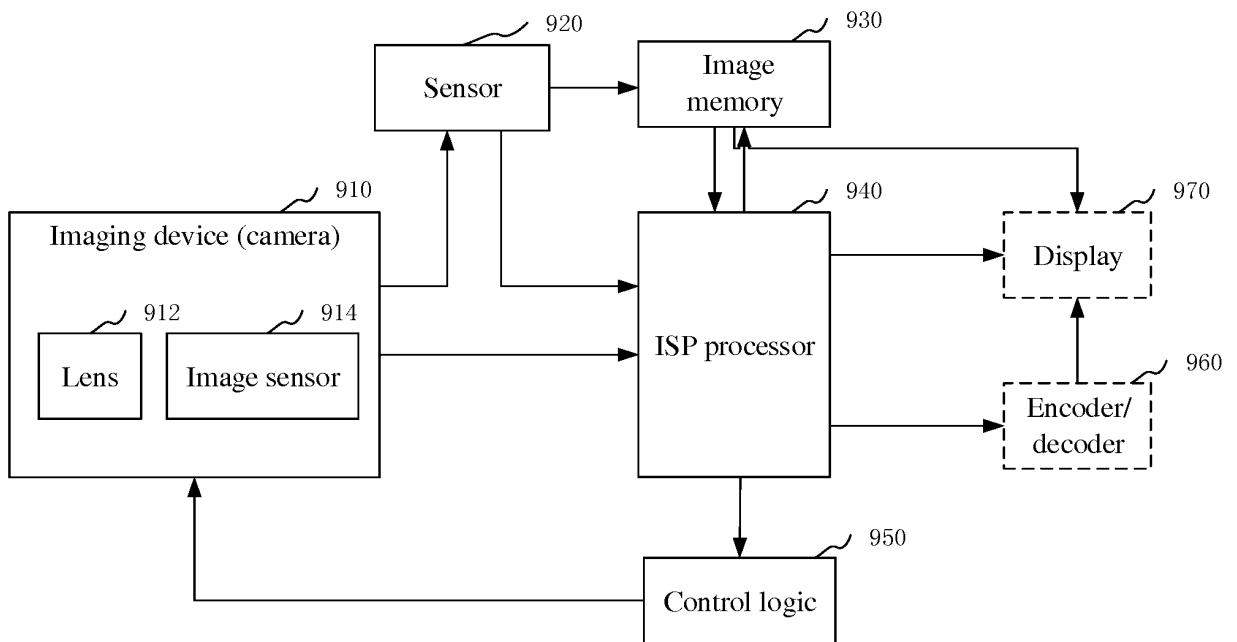 920
Sensor
930
Image
memory
910
Imaging device (camera)
912
Lens
914
Image sensor
940
ISP processor
970
Display
960
Encoder/
decoder
950
Control logic